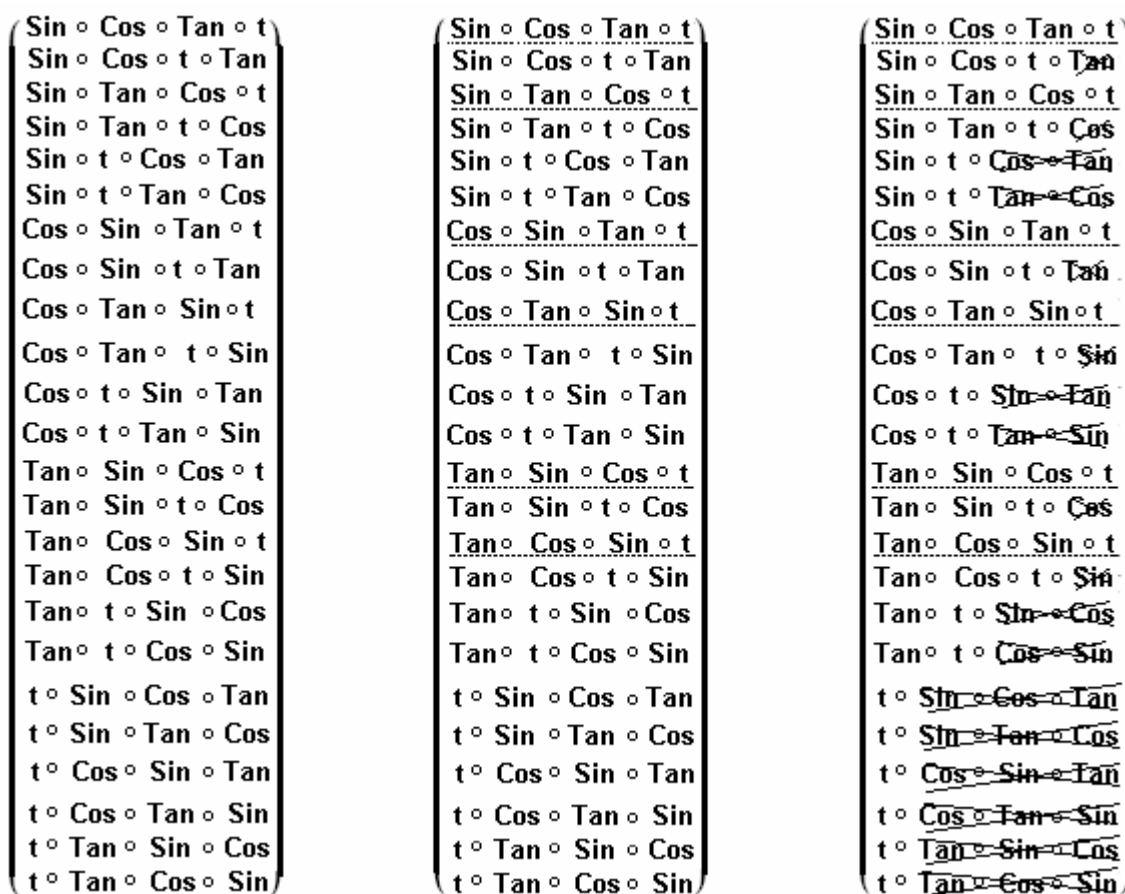 Sin ∘ Cos ∘ Tan ∘ t
Sin ∘ Cos ∘ t ∘ Tan
Sin ∘ Tan ∘ Cos ∘ t
Sin ∘ Tan ∘ t ∘ Cos
Sin ∘ t ∘ Cos ∘ Tan
Sin ∘ t ∘ Tan ∘ Cos
Cos ∘ Sin ∘ Tan ∘ t
Cos ∘ Sin ∘ t ∘ Tan
Cos ∘ Tan ∘ Sin ∘ t
Cos ∘ Tan ∘ t ∘ Sin
Cos ∘ t ∘ Sin ∘ Tan
Cos ∘ t ∘ Tan ∘ Sin
Tan ∘ Sin ∘ Cos ∘ t
Tan ∘ Sin ∘ t ∘ Cos
Tan ∘ Cos ∘ Sin ∘ t
Tan ∘ Cos ∘ t ∘ Sin
Tan ∘ t ∘ Sin ∘ Cos
Tan ∘ t ∘ Cos ∘ Sin
t ∘ Sin ∘ Cos ∘ Tan
t ∘ Sin ∘ Tan ∘ Cos
t ∘ Cos ∘ Sin ∘ Tan
t ∘ Cos ∘ Tan ∘ Sin
t ∘ Tan ∘ Sin ∘ Cos
t ∘ Tan ∘ Cos ∘ Sin
Sin ∘ Cos ∘ Tan ∘ t
Sin ∘ Cos ∘ t ∘ Tan
Sin ∘ Tan ∘ Cos ∘ t
Sin ∘ Tan ∘ t ∘ Cos
Sin ∘ t ∘ Cos ∘ Tan
Sin ∘ t ∘ Tan ∘ Cos
Cos ∘ Sin ∘ Tan ∘ t
Cos ∘ Sin ∘ t ∘ Tan
Cos ∘ Tan ∘ Sin ∘ t
Cos ∘ Tan ∘ t ∘ Sin
Cos ∘ t ∘ Sin ∘ Tan
Cos ∘ t ∘ Tan ∘ Sin
Tan ∘ Sin ∘ Cos ∘ t
Tan ∘ Sin ∘ t ∘ Cos
Tan ∘ Cos ∘ Sin ∘ t
Tan ∘ Cos ∘ t ∘ Sin
Tan ∘ t ∘ Sin ∘ Cos
Tan ∘ t ∘ Cos ∘ Sin
t ∘ Sin ∘ Cos ∘ Tan
t ∘ Sin ∘ Tan ∘ Cos
t ∘ Cos ∘ Sin ∘ Tan
t ∘ Cos ∘ Tan ∘ Sin
t ∘ Tan ∘ Sin ∘ Cos
t ∘ Tan ∘ Cos ∘ Sin
Sin ∘ Cos ∘ Tan ∘ t
Sin ∘ Cos ∘ t ∘ Tan
Sin ∘ Tan ∘ Cos ∘ t
Sin ∘ Tan ∘ t ∘ Cos
Sin ∘ t ∘ Cos ∘ Tan
Sin ∘ t ∘ Tan ∘ Cos
Cos ∘ Sin ∘ Tan ∘ t
Cos ∘ Sin ∘ t ∘ Tan
Cos ∘ Tan ∘ Sin ∘ t
Cos ∘ Tan ∘ t ∘ Sin
Cos ∘ t ∘ Sin ∘ Tan
Cos ∘ t ∘ Tan ∘ Sin
Tan ∘ Sin ∘ Cos ∘ t
Tan ∘ Sin ∘ t ∘ Cos
Tan ∘ Cos ∘ Sin ∘ t
Tan ∘ Cos ∘ t ∘ Sin
Tan ∘ t ∘ Sin ∘ Cos
Tan ∘ t ∘ Cos ∘ Sin
t ∘ Sin ∘ Cos ∘ Tan
t ∘ Sin ∘ Tan ∘ Cos
t ∘ Cos ∘ Sin ∘ Tan
t ∘ Cos ∘ Tan ∘ Sin
t ∘ Tan ∘ Sin ∘ Cos
t ∘ Tan ∘ Cos ∘ Sin